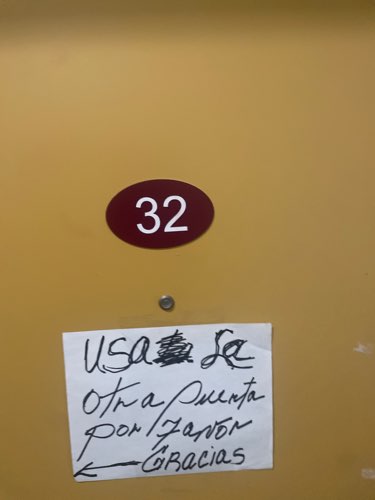 32
USA La
otra puerta
por favor
← Gracias